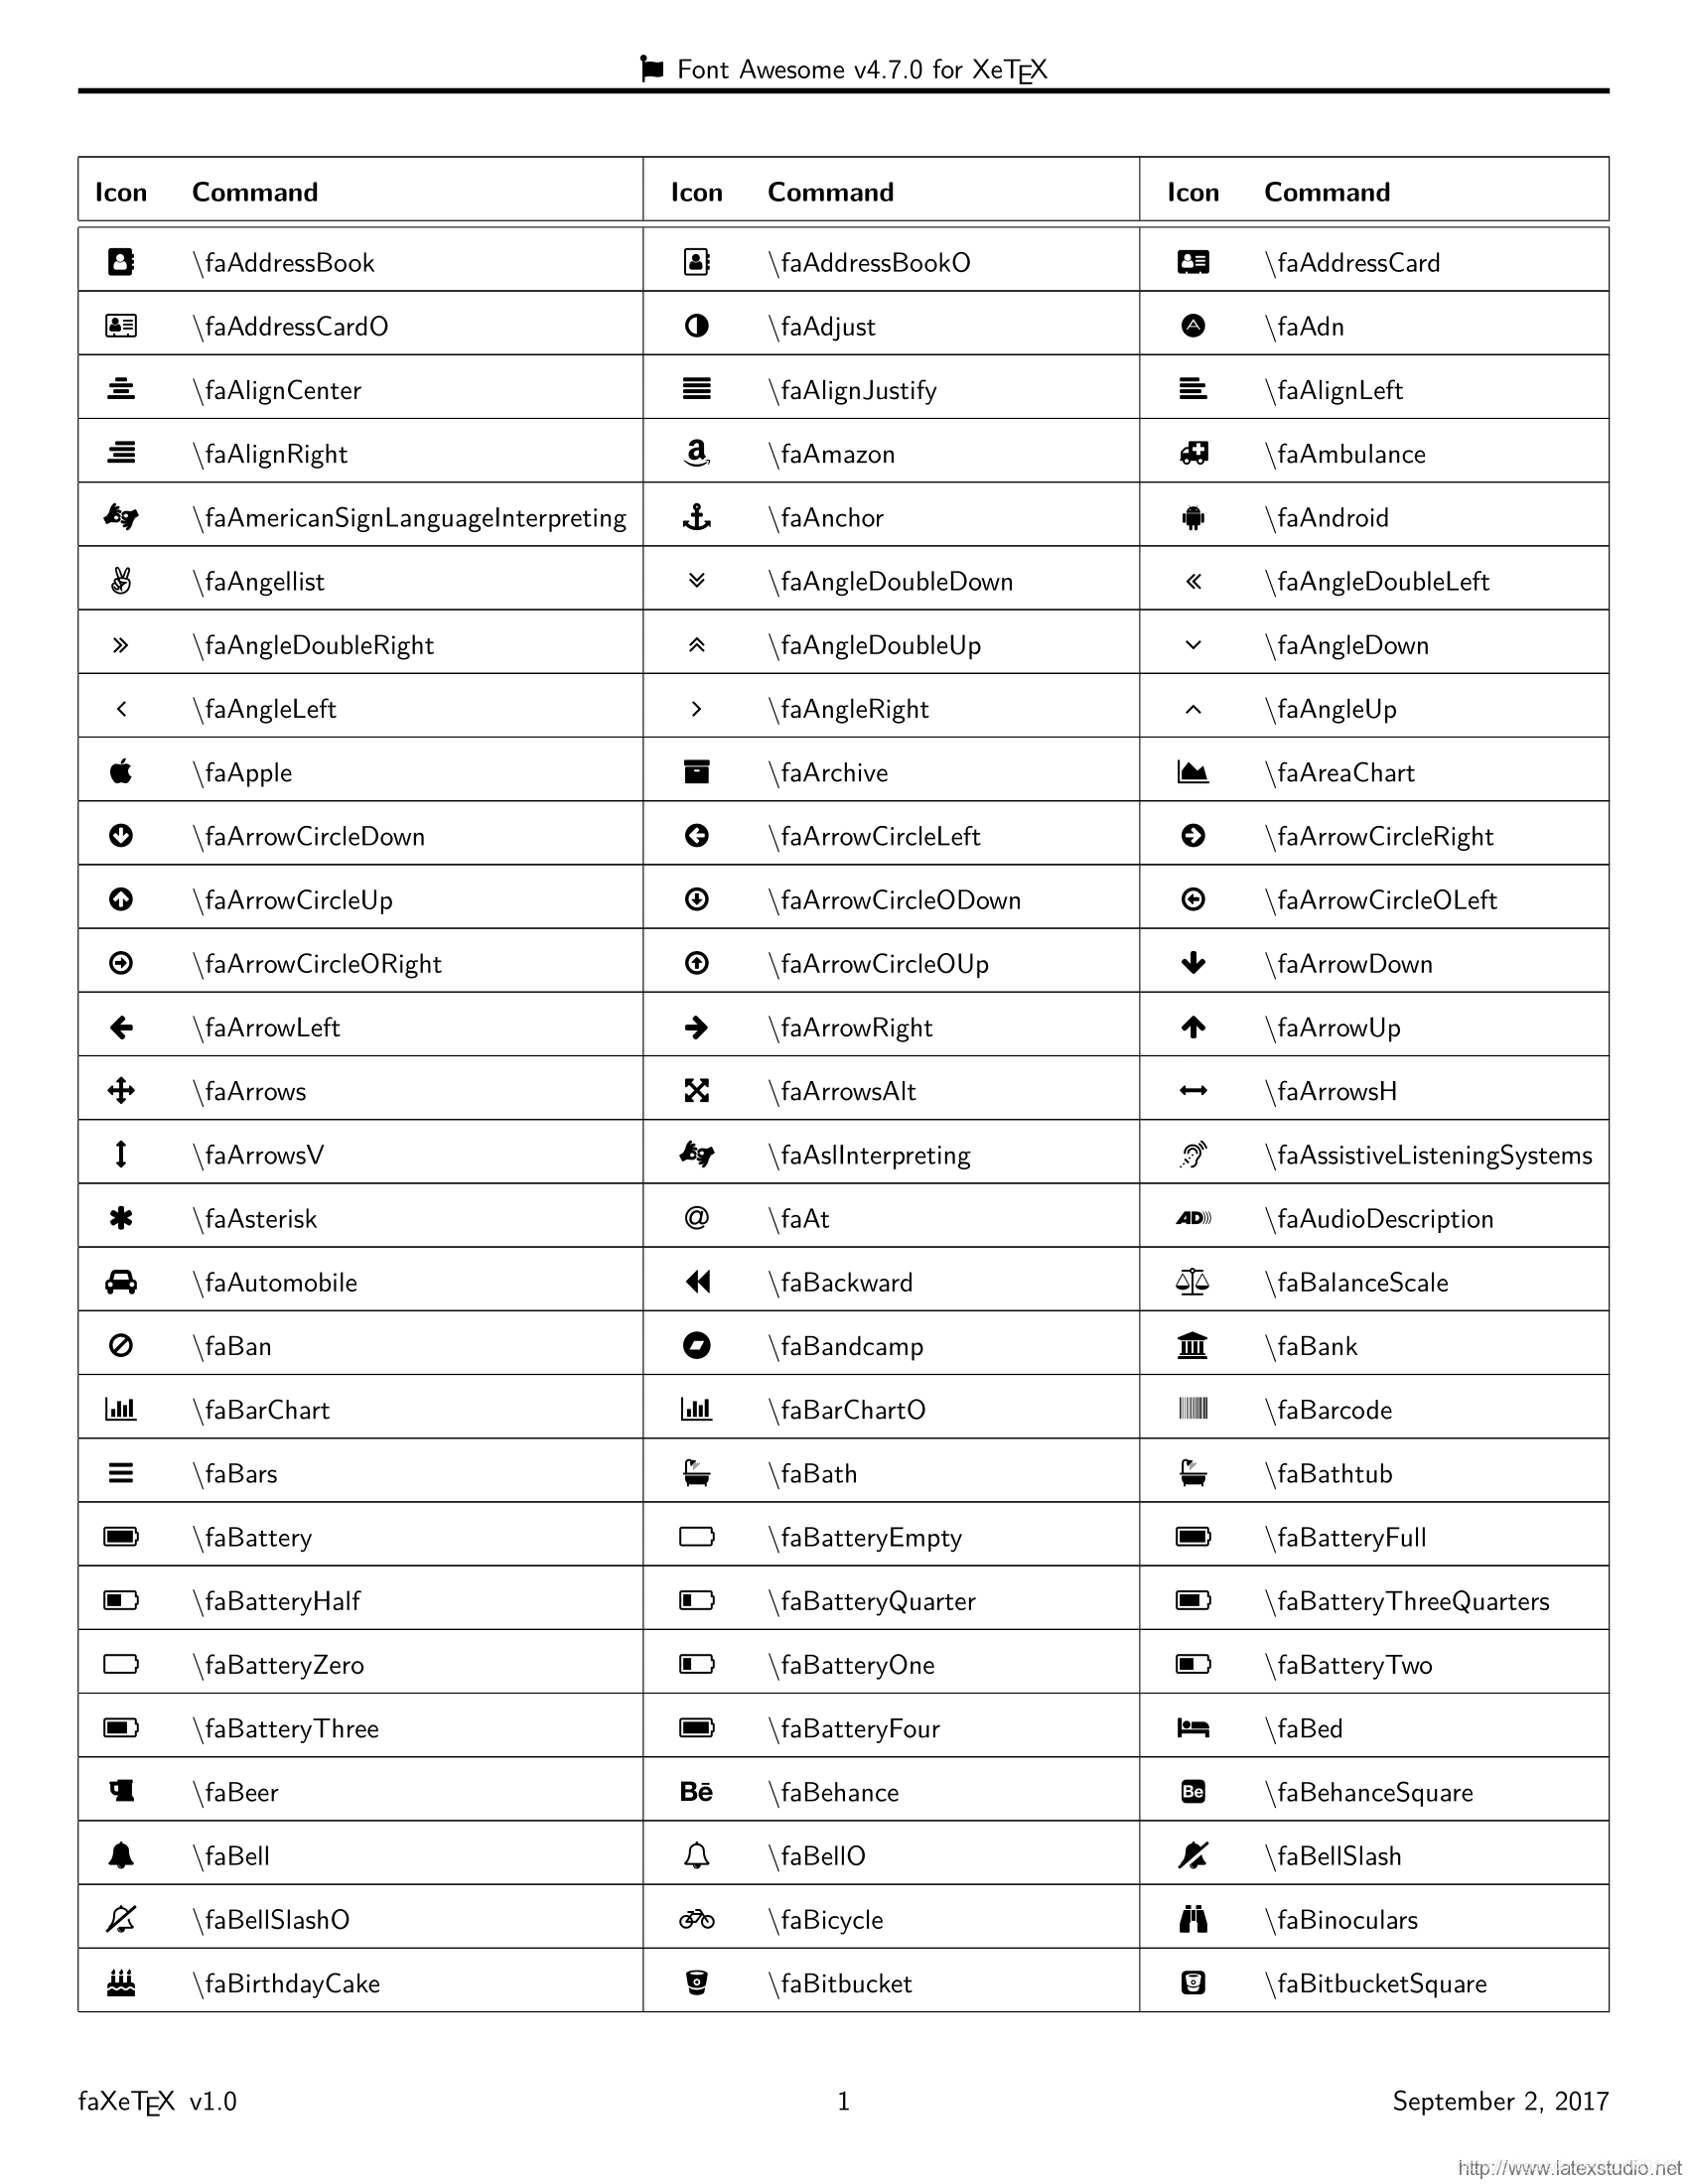 Font Awesome v4.7.0 for XeTEX
Icon Command Icon Command Icon Command
\faAddressBook \faAddressBookO \faAddressCard
\faAddressCardO \faAdjust \faAdn
\faAlignCenter \faAlignJustify \faAlignLeft
\faAlignRight \faAmazon \faAmbulance
\faAmericanSignLanguageInterpreting \faAnchor \faAndroid
\faAngellist \faAngleDoubleDown \faAngleDoubleLeft
\faAngleDoubleRight \faAngleDoubleUp \faAngleDown
\faAngleLeft \faAngleRight \faAngleUp
\faApple \faArchive \faAreaChart
\faArrowCircleDown \faArrowCircleLeft \faArrowCircleRight
\faArrowCircleUp \faArrowCircleODown \faArrowCircleOLeft
\faArrowCircleORight \faArrowCircleOUp \faArrowDown
\faArrowLeft \faArrowRight \faArrowUp
\faArrows \faArrowsAlt \faArrowsH
\faArrowsV \faAslInterpreting \faAssistiveListeningSystems
\faAsterisk \faAt \faAudioDescription
\faAutomobile \faBackward \faBalanceScale
\faBan \faBandcamp \faBank
\faBarChart \faBarChartO \faBarcode
\faBars \faBath \faBathtub
\faBattery \faBatteryEmpty \faBatteryFull
\faBatteryHalf \faBatteryQuarter \faBatteryThreeQuarters
\faBatteryZero \faBatteryOne \faBatteryTwo
\faBatteryThree \faBatteryFour \faBed
\faBeer \faBehance \faBehanceSquare
\faBell \faBellO \faBellSlash
\faBellSlashO \faBicycle \faBinoculars
\faBirthdayCake \faBitbucket \faBitbucketSquare
faXeTEX v1.0 1 September 2, 2017
http://www.latexstudio.net